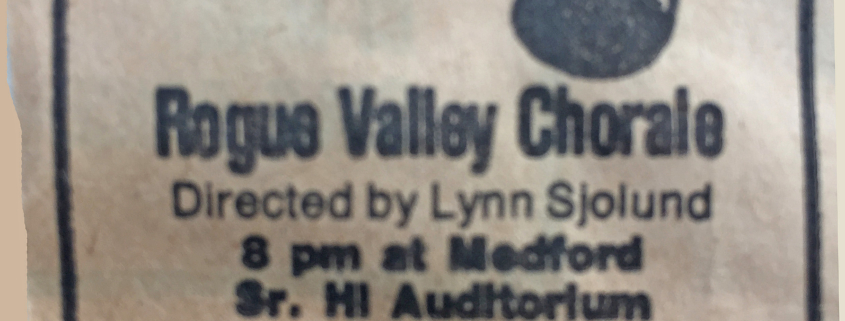 Rogue Valley Chorale
Directed by Lynn Sjolund
8 pm at Medford
Sr. Hi Auditorium